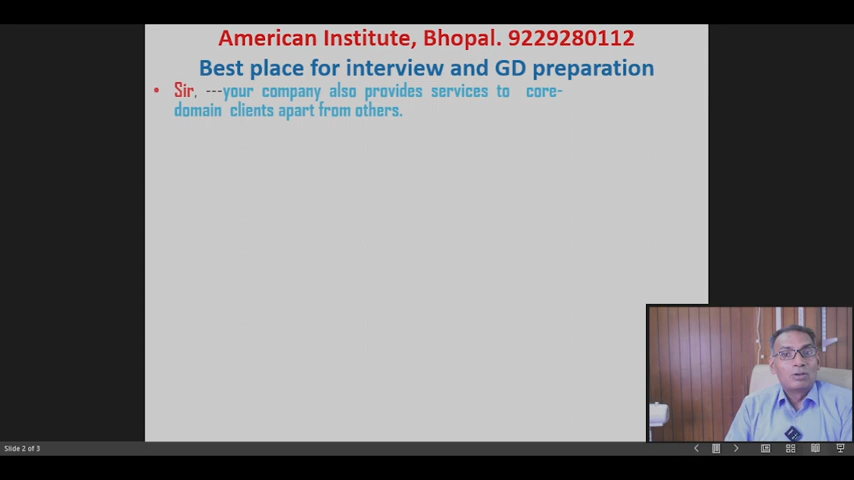 American Institute, Bhopal. 9229280112
Best place for interview and GD preparation
• Sir, ---your company also provides services to core-
domain clients apart from others.
Slide 2 of 3